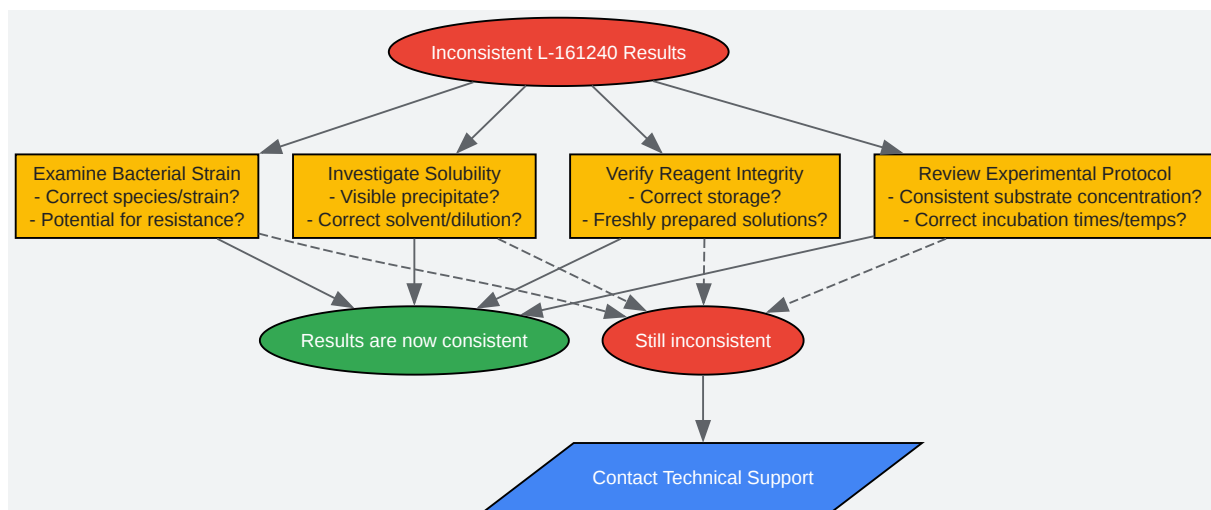 Inconsistent L-161240 Results
Examine Bacterial Strain
- Correct species/strain?
- Potential for resistance?
Investigate Solubility
- Visible precipitate?
- Correct solvent/dilution?
Verify Reagent Integrity
- Correct storage?
- Freshly prepared solutions?
Review Experimental Protocol
- Consistent substrate concentration?
- Correct incubation times/temps?
Results are now consistent
Still inconsistent
Contact Technical Support